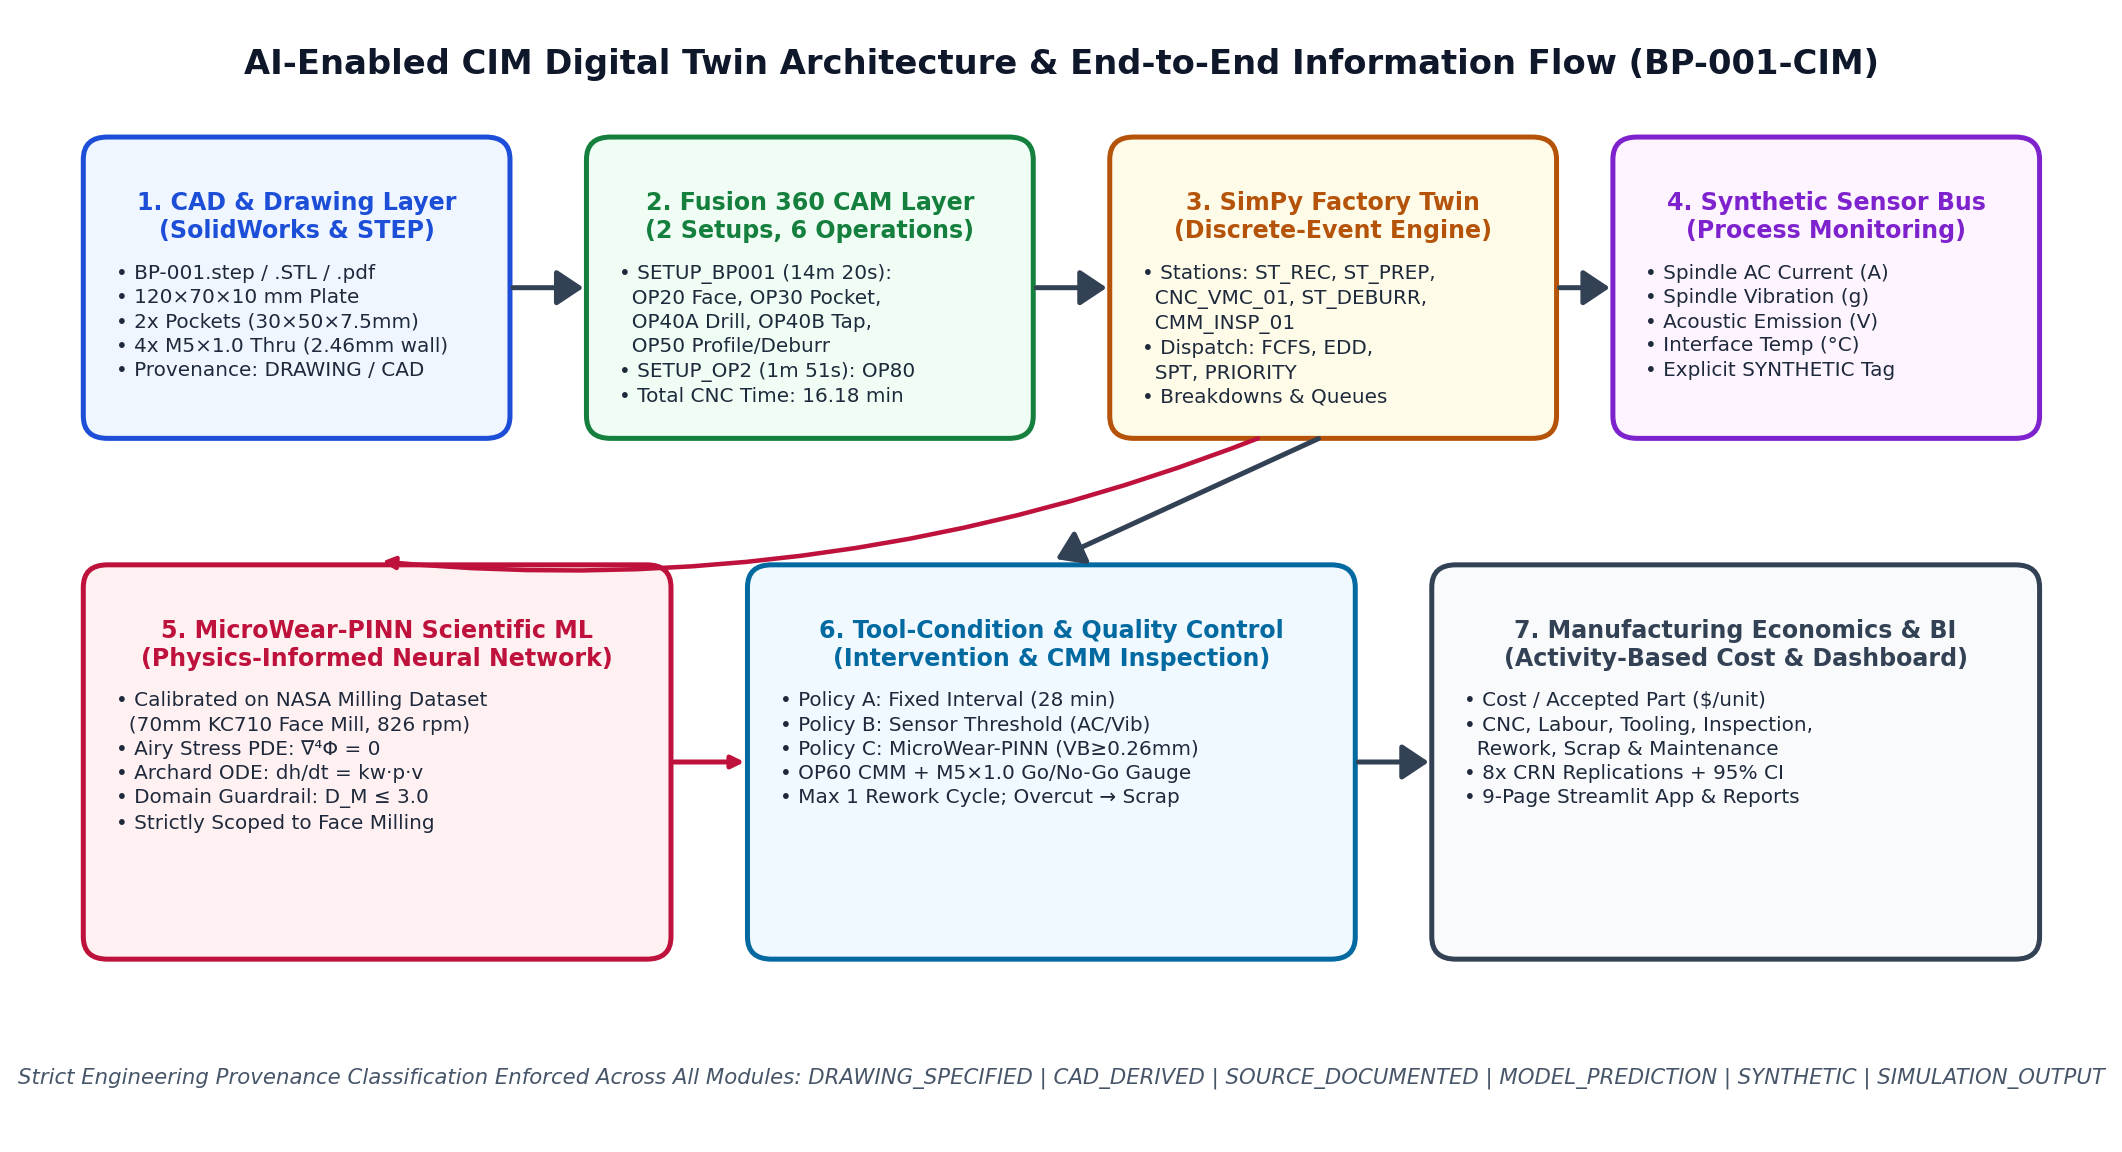 AI-Enabled CIM Digital Twin Architecture & End-to-End Information Flow (BP-001-CIM)
1. CAD & Drawing Layer
(SolidWorks & STEP)
• BP-001.step / .STL / .pdf
• 120×70×10 mm Plate
• 2x Pockets (30×50×7.5mm)
• 4x M5×1.0 Thru (2.46mm wall)
• Provenance: DRAWING / CAD
2. Fusion 360 CAM Layer
(2 Setups, 6 Operations)
• SETUP_BP001 (14m 20s):
OP20 Face, OP30 Pocket,
OP40A Drill, OP40B Tap,
OP50 Profile/Deburr
• SETUP_OP2 (1m 51s): OP80
• Total CNC Time: 16.18 min
3. SimPy Factory Twin
(Discrete-Event Engine)
• Stations: ST_REC, ST_PREP,
CNC_VMC_01, ST_DEBURR,
CMM_INSP_01
• Dispatch: FCFS, EDD,
SPT, PRIORITY
• Breakdowns & Queues
4. Synthetic Sensor Bus
(Process Monitoring)
• Spindle AC Current (A)
• Spindle Vibration (g)
• Acoustic Emission (V)
• Interface Temp (°C)
• Explicit SYNTHETIC Tag
5. MicroWear-PINN Scientific ML
(Physics-Informed Neural Network)
• Calibrated on NASA Milling Dataset
(70mm KC710 Face Mill, 826 rpm)
• Airy Stress PDE: ∇⁴Φ = 0
• Archard ODE: dh/dt = kw·p·v
• Domain Guardrail: D_M ≤ 3.0
• Strictly Scoped to Face Milling
6. Tool-Condition & Quality Control
(Intervention & CMM Inspection)
• Policy A: Fixed Interval (28 min)
• Policy B: Sensor Threshold (AC/Vib)
• Policy C: MicroWear-PINN (VB≥0.26mm)
• OP60 CMM + M5×1.0 Go/No-Go Gauge
• Max 1 Rework Cycle; Overcut → Scrap
7. Manufacturing Economics & BI
(Activity-Based Cost & Dashboard)
• Cost / Accepted Part ($/unit)
• CNC, Labour, Tooling, Inspection,
Rework, Scrap & Maintenance
• 8x CRN Replications + 95% CI
• 9-Page Streamlit App & Reports
Strict Engineering Provenance Classification Enforced Across All Modules: DRAWING_SPECIFIED | CAD_DERIVED | SOURCE_DOCUMENTED | MODEL_PREDICTION | SYNTHETIC | SIMULATION_OUTPUT